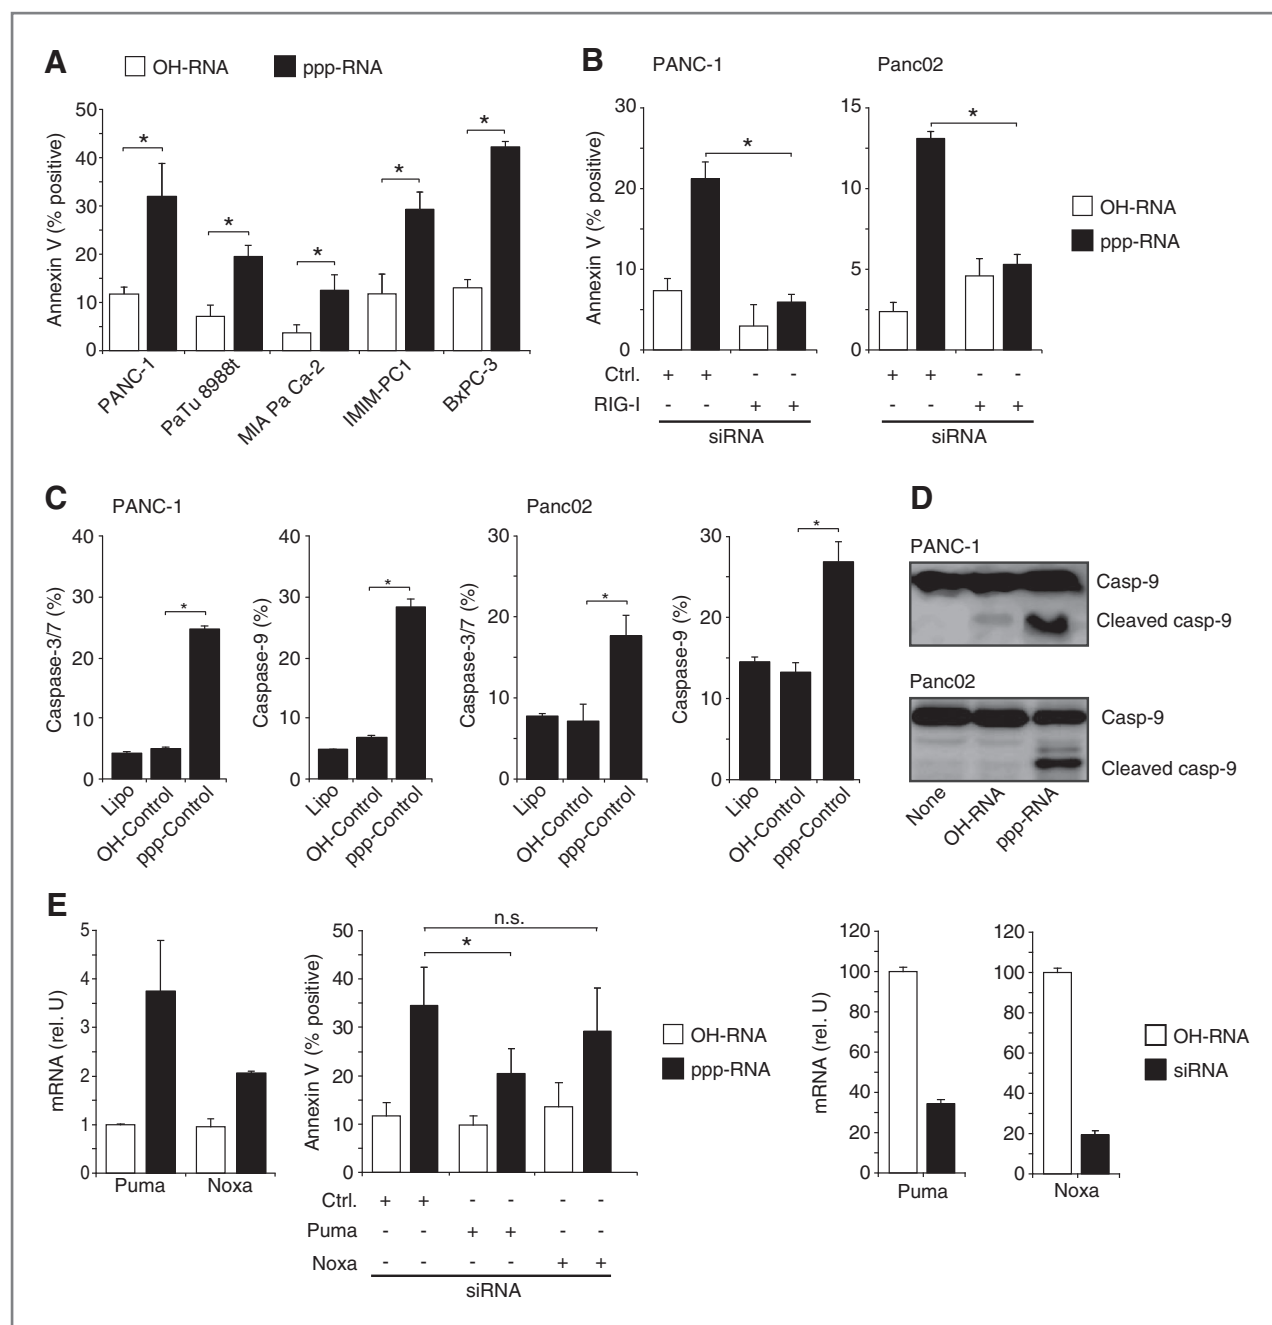 A
OH-RNA ppp-RNA
Annexin V (% positive)
50
40
30
20
10
0
* * * * *
PANC-1 PaTu 8988t MIA Pa Ca-2 IMIM-PC1 BxPC-3
B
PANC-1 Panc02
Annexin V (% positive)
30
20
10
0
*
15
10
5
0
*
OH-RNA
ppp-RNA
Ctrl. + + - - + + - -
RIG-I - - + + - - + +
siRNA siRNA
C
PANC-1 Panc02
Caspase-3/7 (%)
40
30
20
10
0
*
Lipo OH-Control ppp-Control
Caspase-9 (%)
40
30
20
10
0
*
Lipo OH-Control ppp-Control
Caspase-3/7 (%)
30
20
10
0
*
Lipo OH-Control ppp-Control
Caspase-9 (%)
30
20
10
0
*
Lipo OH-Control ppp-Control
D
PANC-1
Casp-9
Cleaved casp-9
Panc02
Casp-9
Cleaved casp-9
None OH-RNA ppp-RNA
E
mRNA (rel. U)
5
4
3
2
1
0
Puma Noxa
Annexin V (% positive)
50
40
30
20
10
0
n.s.
*
OH-RNA
ppp-RNA
Ctrl. + + - - - -
Puma - - + + - -
Noxa - - - - + +
siRNA
mRNA (rel. U)
120
100
80
60
40
20
0
Puma
120
100
80
60
40
20
0
Noxa
OH-RNA
siRNA